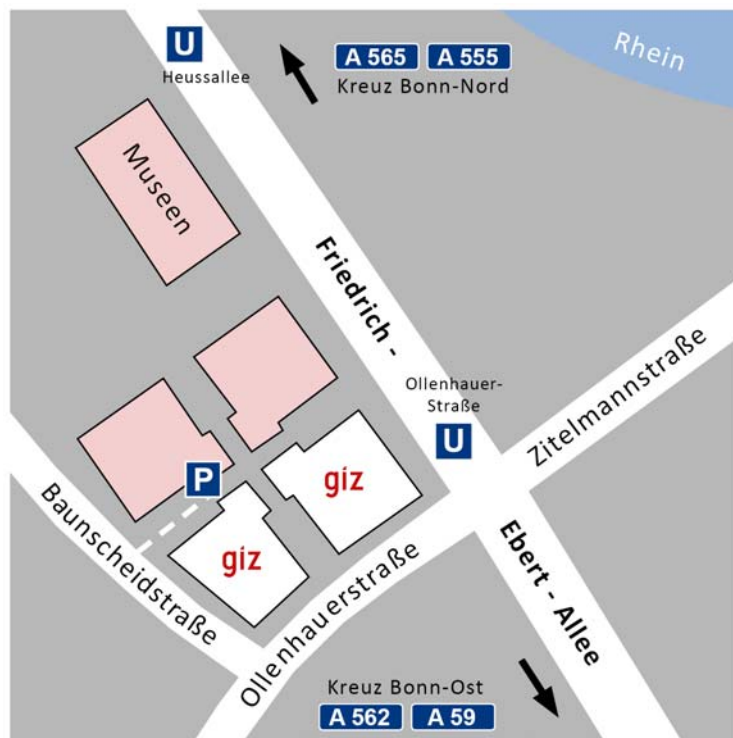 U
Heussallee
A 565 A 555
Kreuz Bonn-Nord
Rhein
Museen
Friedrich -
Ollenhauer-
Straße
U
Zitelmannstraße
P
giz
giz
Baunscheidstraße
Ollenhauerstraße
Ebert - Allee
Kreuz Bonn-Ost
A 562 A 59